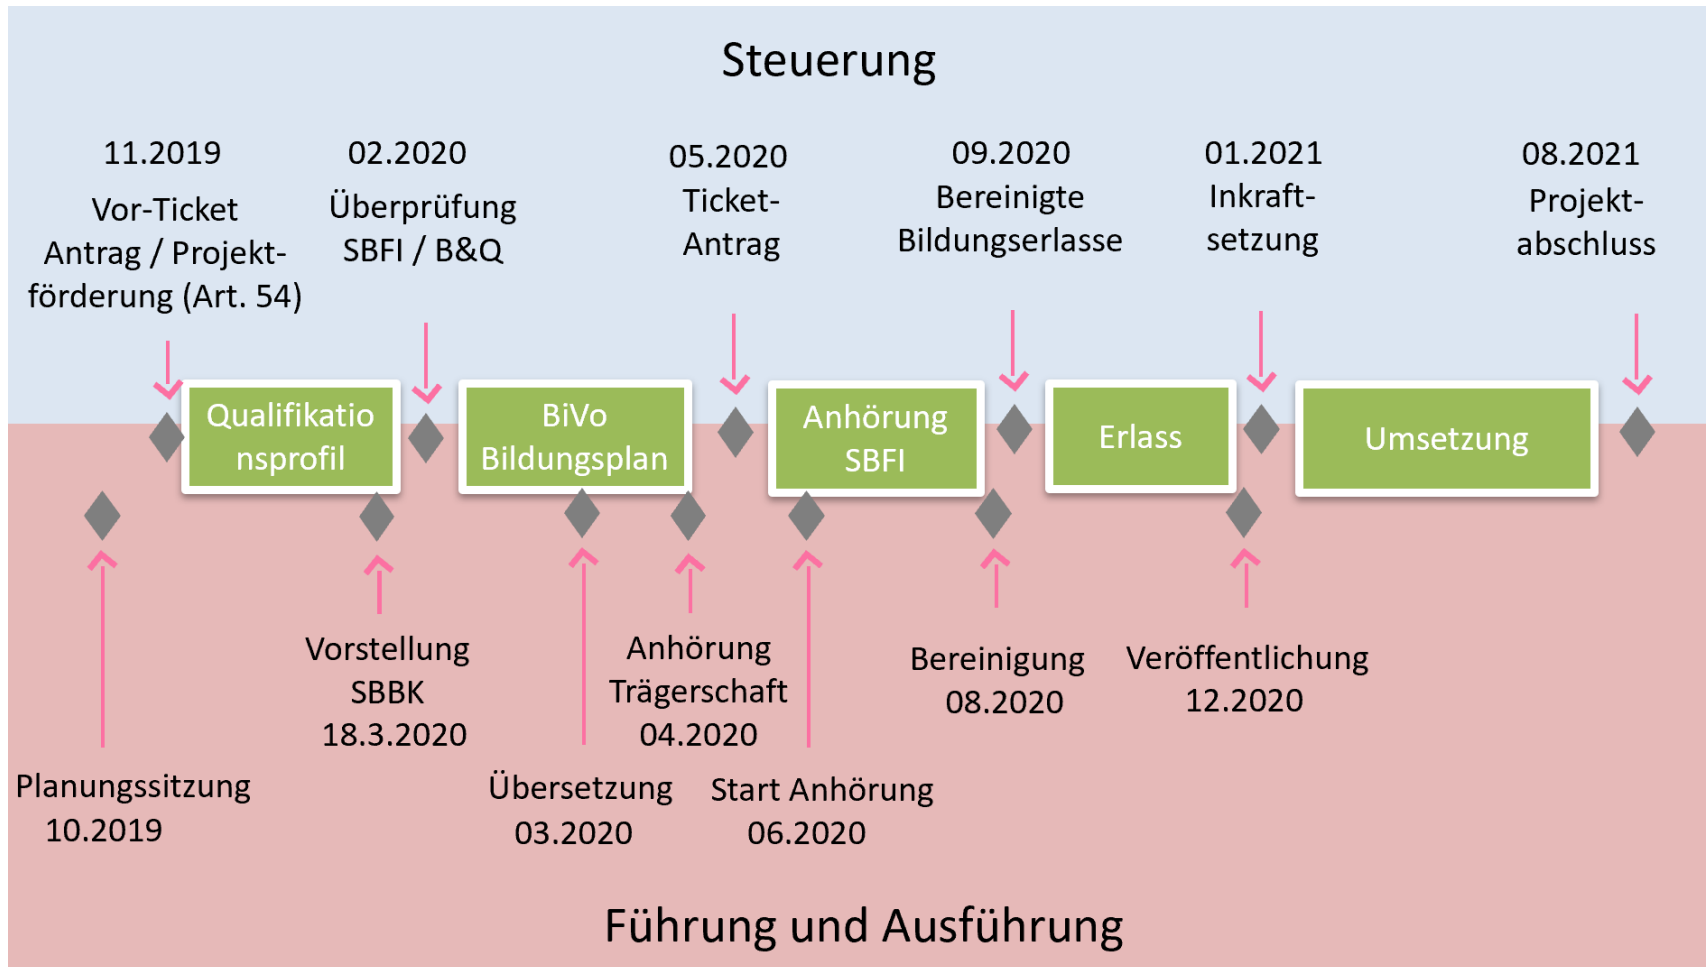 Steuerung
11.2019
Vor-Ticket
Antrag / Projekt-
förderung (Art. 54)
02.2020
Überprüfung
SBFI / B&Q
05.2020
Ticket-
Antrag
09.2020
Bereinigte
Bildungserlasse
01.2021
Inkraft-
setzung
08.2021
Projekt-
abschluss
Qualifikatio
nsprofil
BiVo
Bildungsplan
Anhörung
SBFI
Erlass
Umsetzung
Planungssitzung
10.2019
Vorstellung
SBBK
18.3.2020
Übersetzung
03.2020
Anhörung
Trägerschaft
04.2020
Start Anhörung
06.2020
Bereinigung
08.2020
Veröffentlichung
12.2020
Führung und Ausführung